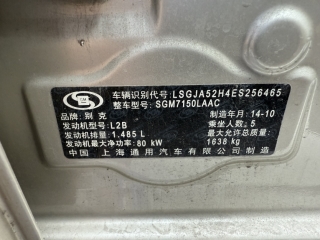 车辆识别代号: LSGJA52H4ES256465
整车型号: SGM7150LAAC
品牌: 别克 制造年月: 14-10
发动机型号: L2B 乘坐人数: 5
发动机排量: 1.485 L 最大允许总质量:
发动机最大净功率: 80 kW 1638 kg
中国 上海通用汽车有限公司制造